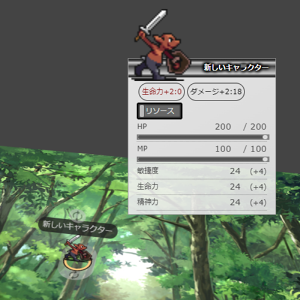 新しいキャラクター
生命力+2:0 ダメージ+2:18
リソース
HP 200 / 200
MP 100 / 100
敏捷度 24 (+4)
生命力 24 (+4)
精神力 24 (+4)
新しいキャラクター